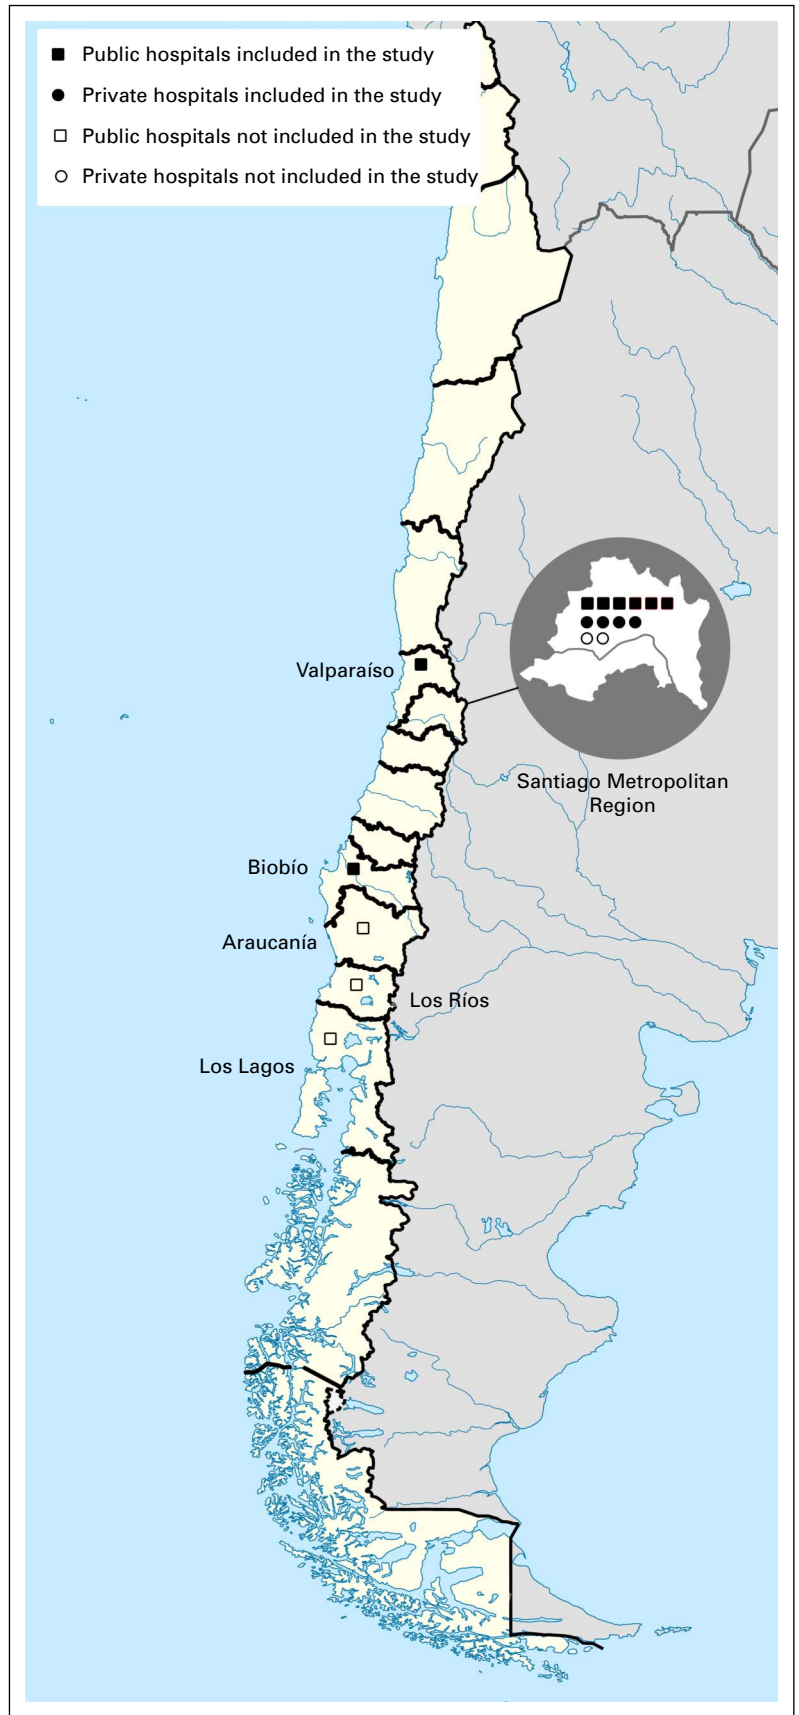 Public hospitals included in the study
Private hospitals included in the study
Public hospitals not included in the study
Private hospitals not included in the study
Valparaíso
Santiago Metropolitan
Region
Biobío
Araucanía
Los Ríos
Los Lagos